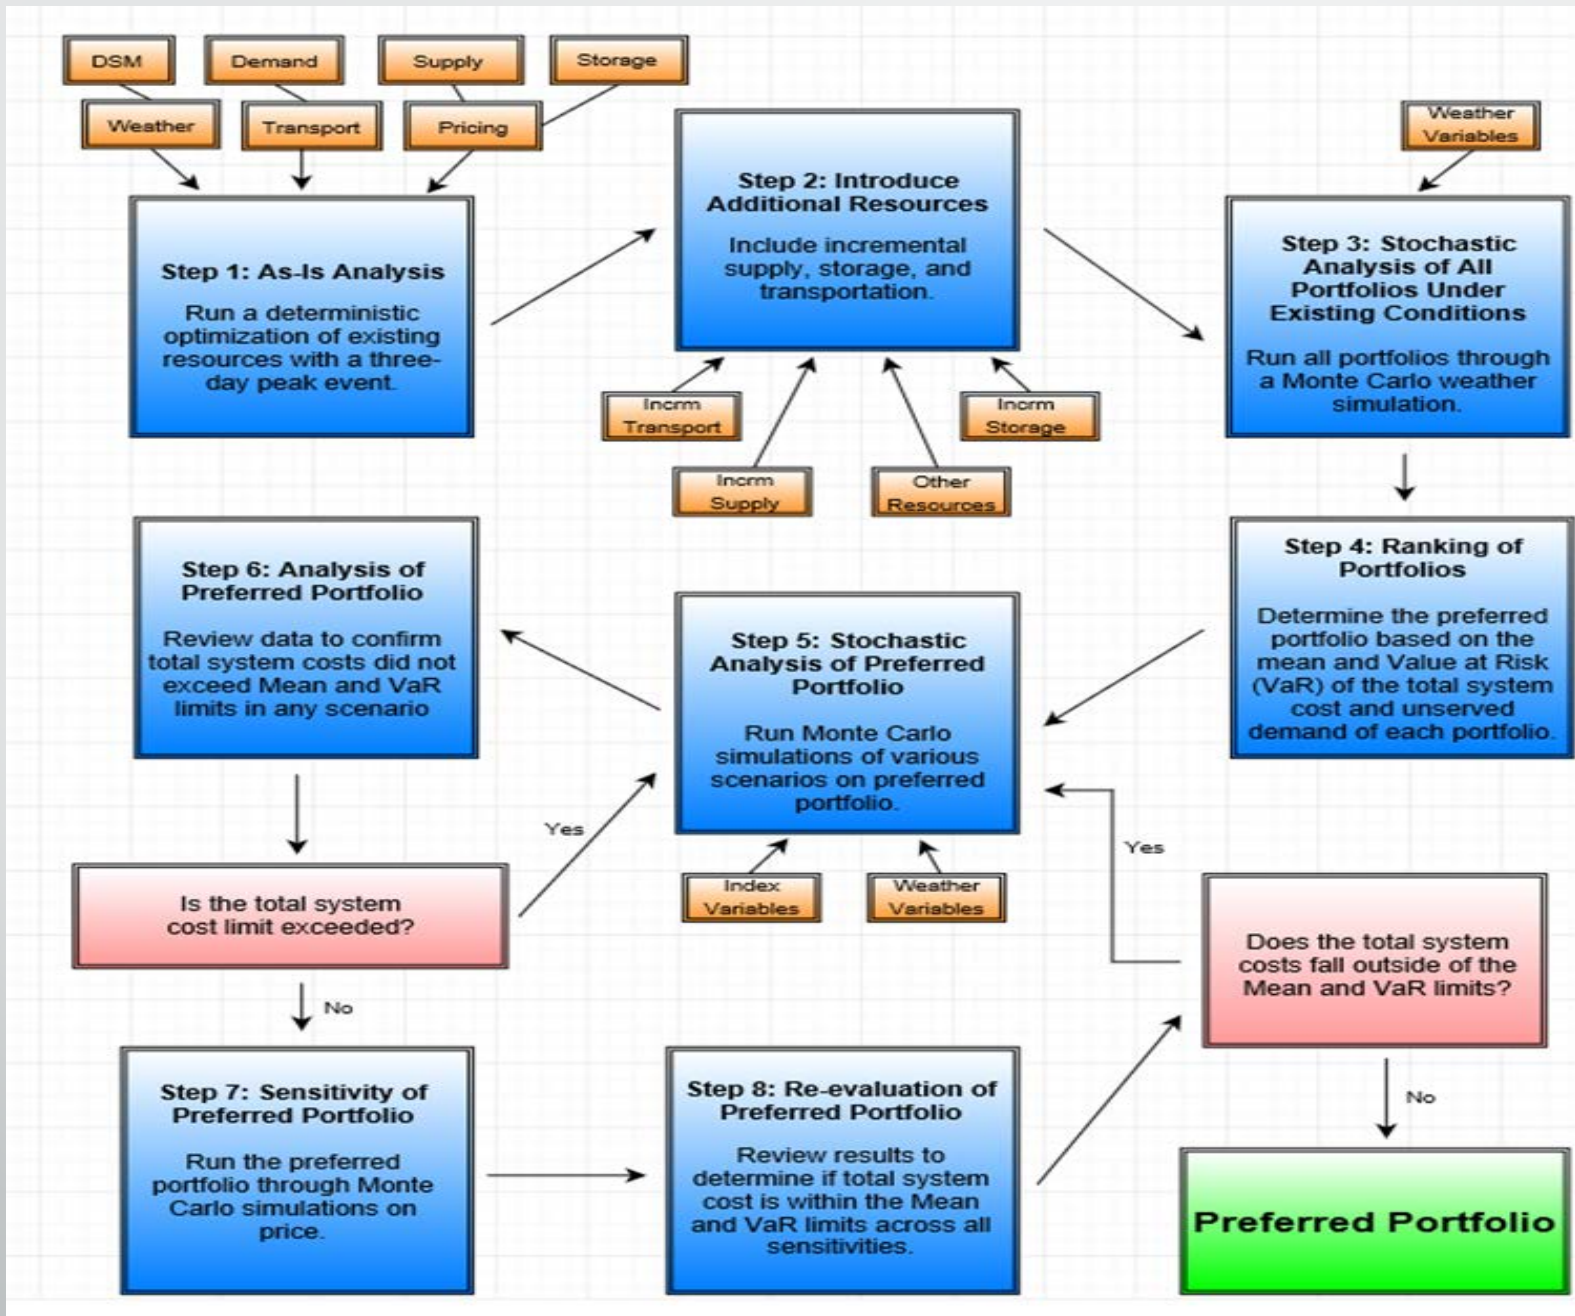 DSM
Demand
Supply
Storage
Weather
Transport
Pricing
Weather
Variables
Step 1: As-Is Analysis
Run a deterministic
optimization of existing
resources with a three-
day peak event.
Step 2: Introduce
Additional Resources
Include incremental
supply, storage, and
transportation.
Incrm
Transport
Incrm
Supply
Other
Resources
Incrm
Storage
Step 3: Stochastic
Analysis of All
Portfolios Under
Existing Conditions
Run all portfolios through
a Monte Carlo weather
simulation.
Step 4: Ranking of
Portfolios
Determine the preferred
portfolio based on the
mean and Value at Risk
(VaR) of the total system
cost and unserved
demand of each portfolio.
Step 5: Stochastic
Analysis of Preferred
Portfolio
Run Monte Carlo
simulations of various
scenarios on preferred
portfolio.
Index
Variables
Weather
Variables
Step 6: Analysis of
Preferred Portfolio
Review data to confirm
total system costs did not
exceed Mean and VaR
limits in any scenario
Is the total system
cost limit exceeded?
Yes
No
Step 7: Sensitivity of
Preferred Portfolio
Run the preferred
portfolio through Monte
Carlo simulations on
price.
Step 8: Re-evaluation of
Preferred Portfolio
Review results to
determine if total system
cost is within the Mean
and VaR limits across all
sensitivities.
Does the total system
costs fall outside of the
Mean and VaR limits?
Yes
No
Preferred Portfolio